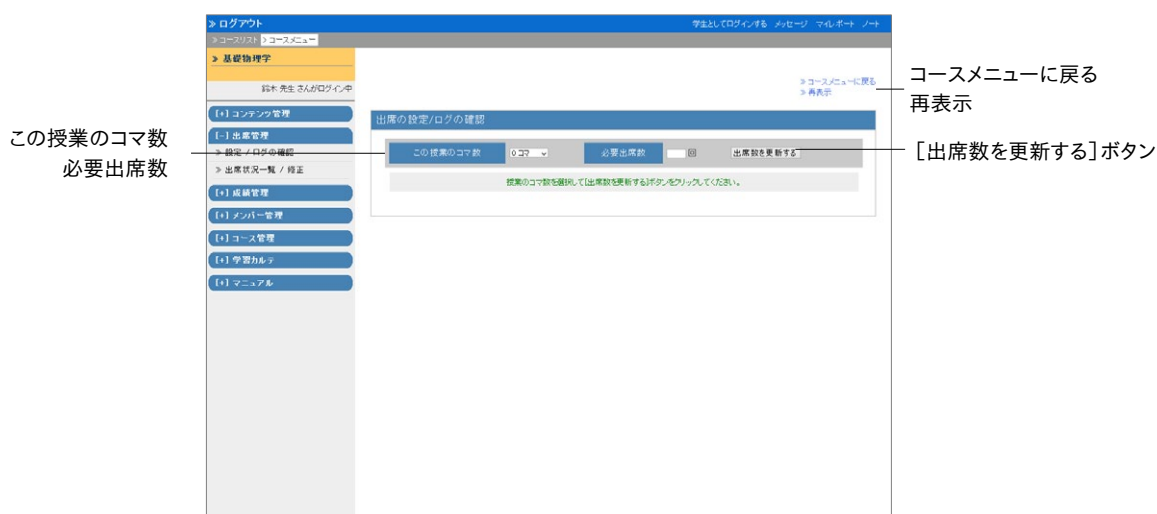 » ログアウト
学生としてログインする メッセージ マイレポート ノート
» コースリスト » コースメニュー
» 基礎物理学
鈴木 先生 さんがログイン中
» コースメニューに戻る
» 再表示
コースメニューに戻る
再表示
[+] コンテンツ管理
出席の設定/ログの確認
[-] 出席管理
この授業のコマ数
必要出席数
» 設定 / ログの確認
この授業のコマ数 0コマ 必要出席数 回 出席数を更新する
[出席数を更新する]ボタン
» 出席状況一覧 / 修正
授業のコマ数を選択して[出席数を更新する]ボタンをクリックしてください。
[+] 成績管理
[+] メンバー管理
[+] コース管理
[+] 学習カルテ
[+] マニュアル